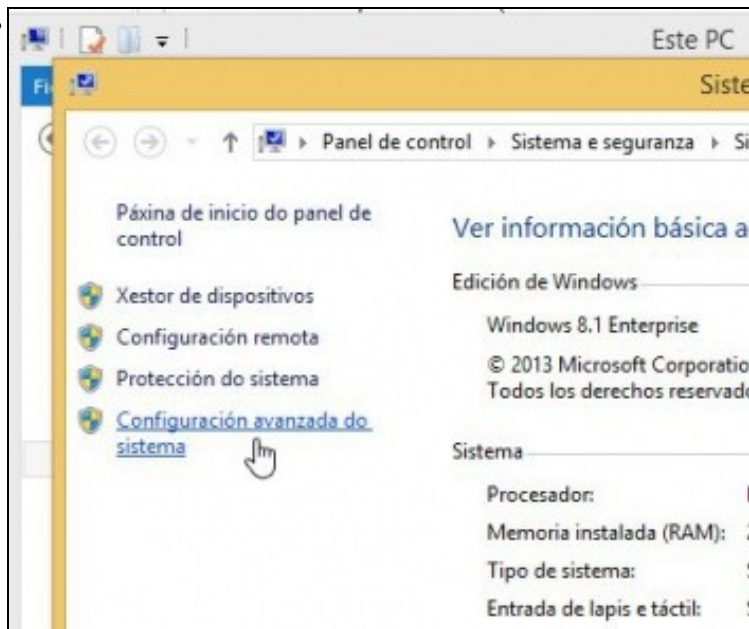 Este PC
Fi
Siste
Panel de control ▸ Sistema e seguranza ▸ Si
Páxina de inicio do panel de
control
Ver información básica a
Edición de Windows
Xestor de dispositivos
Windows 8.1 Enterprise
Configuración remota
© 2013 Microsoft Corporatio
Protección do sistema
Todos los derechos reservado
Configuración avanzada do
sistema
Sistema
Procesador:
Memoria instalada (RAM):
Tipo de sistema:
Entrada de lapis e táctil: